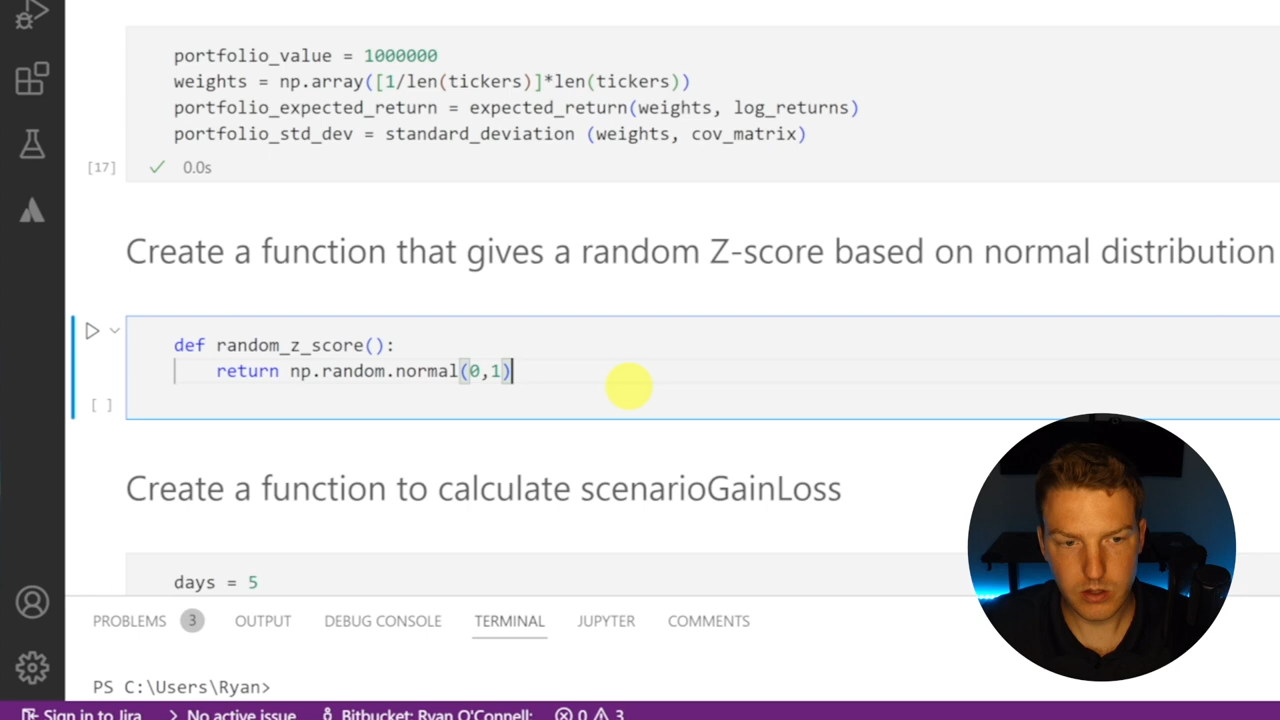 portfolio_value = 1000000
weights = np.array([1/len(tickers)]*len(tickers))
portfolio_expected_return = expected_return(weights, log_returns)
portfolio_std_dev = standard_deviation (weights, cov_matrix)
[17] 0.0s
Create a function that gives a random Z-score based on normal distribution
def random_z_score():
return np.random.normal(0,1)
[ ]
Create a function to calculate scenarioGainLoss
days = 5
PROBLEMS 3 OUTPUT DEBUG CONSOLE TERMINAL JUPYTER COMMENTS
PS C:\Users\Ryan>
Sign in to Jira No active issue Bitbucket: Ryan O'Connell: 0 3